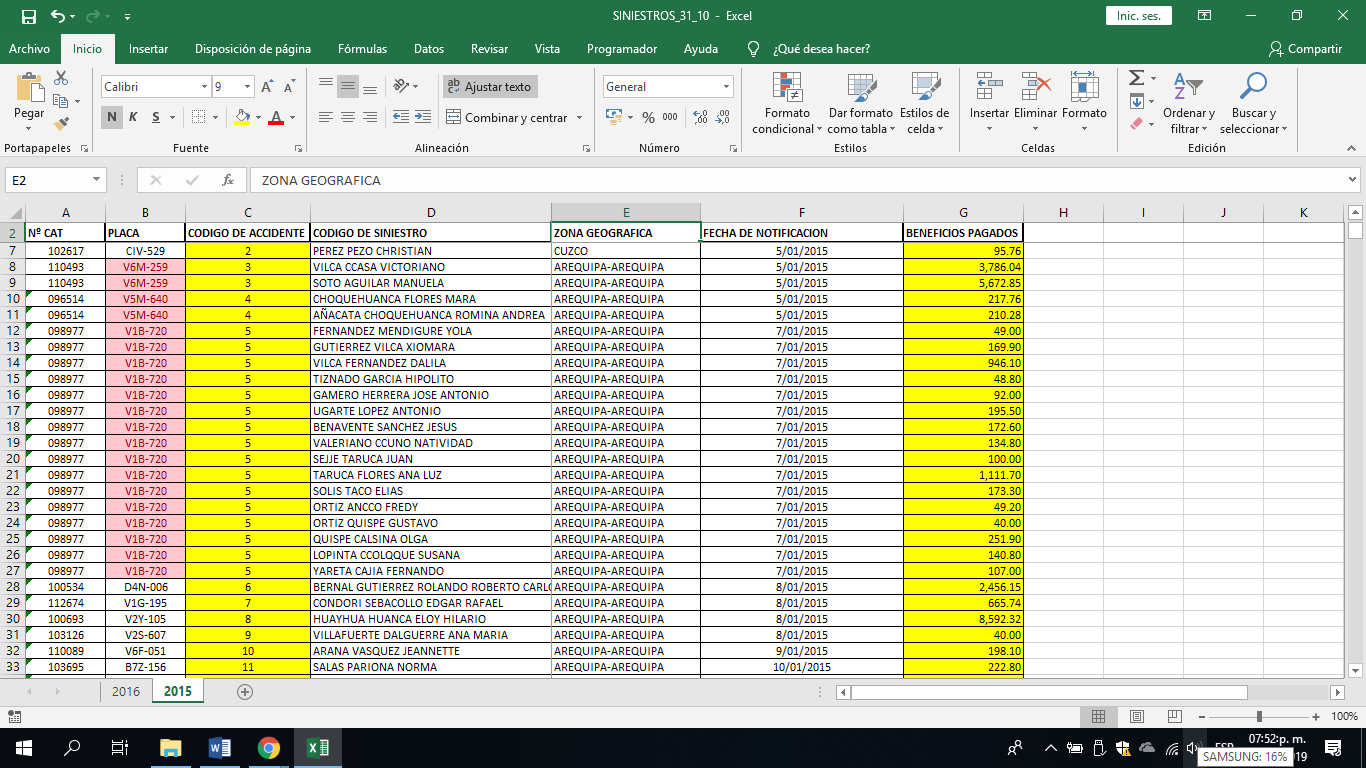 SINIESTROS_31_10 - Excel
Inic. ses.
Archivo Inicio Insertar Disposición de página Fórmulas Datos Revisar Vista Programador Ayuda ¿Qué desea hacer? Compartir
Pegar
Calibri 9
N K S
A A
Ajustar texto
Combinar y centrar
General
% 000
Formato condicional
Dar formato como tabla
Estilos de celda
Insertar Eliminar Formato
Ordenar y filtrar
Buscar y seleccionar
Portapapeles Fuente Alineación Número Estilos Celdas Edición
E2 fx ZONA GEOGRAFICA
A B C D E F G H I J K
2 Nº CAT PLACA CODIGO DE ACCIDENTE CODIGO DE SINIESTRO ZONA GEOGRAFICA FECHA DE NOTIFICACION BENEFICIOS PAGADOS
7 102617 CIV-529 2 PEREZ PEZO CHRISTIAN CUZCO 5/01/2015 95.76
8 110493 V6M-259 3 VILCA CCASA VICTORIANO AREQUIPA-AREQUIPA 5/01/2015 3,786.04
9 110493 V6M-259 3 SOTO AGUILAR MANUELA AREQUIPA-AREQUIPA 5/01/2015 5,672.85
10 096514 V5M-640 4 CHOQUEHUANCA FLORES MARA AREQUIPA-AREQUIPA 5/01/2015 217.76
11 096514 V5M-640 4 AÑACATA CHOQUEHUANCA ROMINA ANDREA AREQUIPA-AREQUIPA 5/01/2015 210.28
12 098977 V1B-720 5 FERNANDEZ MENDIGURE YOLA AREQUIPA-AREQUIPA 7/01/2015 49.00
13 098977 V1B-720 5 GUTIERREZ VILCA XIOMARA AREQUIPA-AREQUIPA 7/01/2015 169.90
14 098977 V1B-720 5 VILCA FERNANDEZ DALILA AREQUIPA-AREQUIPA 7/01/2015 946.10
15 098977 V1B-720 5 TIZNADO GARCIA HIPOLITO AREQUIPA-AREQUIPA 7/01/2015 48.80
16 098977 V1B-720 5 GAMERO HERRERA JOSE ANTONIO AREQUIPA-AREQUIPA 7/01/2015 92.00
17 098977 V1B-720 5 UGARTE LOPEZ ANTONIO AREQUIPA-AREQUIPA 7/01/2015 195.50
18 098977 V1B-720 5 BENAVENTE SANCHEZ JESUS AREQUIPA-AREQUIPA 7/01/2015 172.60
19 098977 V1B-720 5 VALERIANO CCUNO NATIVIDAD AREQUIPA-AREQUIPA 7/01/2015 134.80
20 098977 V1B-720 5 SEJJE TARUCA JUAN AREQUIPA-AREQUIPA 7/01/2015 100.00
21 098977 V1B-720 5 TARUCA FLORES ANA LUZ AREQUIPA-AREQUIPA 7/01/2015 1,111.70
22 098977 V1B-720 5 SOLIS TACO ELIAS AREQUIPA-AREQUIPA 7/01/2015 173.30
23 098977 V1B-720 5 ORTIZ ANCCO FREDY AREQUIPA-AREQUIPA 7/01/2015 49.20
24 098977 V1B-720 5 ORTIZ QUISPE GUSTAVO AREQUIPA-AREQUIPA 7/01/2015 40.00
25 098977 V1B-720 5 QUISPE CALSINA OLGA AREQUIPA-AREQUIPA 7/01/2015 251.90
26 098977 V1B-720 5 LOPINTA CCOLQQUE SUSANA AREQUIPA-AREQUIPA 7/01/2015 140.80
27 098977 V1B-720 5 YARETA CAJIA FERNANDO AREQUIPA-AREQUIPA 7/01/2015 107.00
28 100534 D4N-006 6 BERNAL GUTIERREZ ROLANDO ROBERTO CARLO AREQUIPA-AREQUIPA 8/01/2015 2,456.15
29 112674 V1G-195 7 CONDORI SEBACOLLO EDGAR RAFAEL AREQUIPA-AREQUIPA 8/01/2015 665.74
30 100693 V2Y-105 8 HUAYHUA HUANCA ELOY HILARIO AREQUIPA-AREQUIPA 8/01/2015 8,592.32
31 103126 V2S-607 9 VILLAFUERTE DALGUERRE ANA MARIA AREQUIPA-AREQUIPA 8/01/2015 40.00
32 110089 V6F-051 10 ARANA VASQUEZ JEANNETTE AREQUIPA-AREQUIPA 9/01/2015 198.10
33 103695 B7Z-156 11 SALAS PARIONA NORMA AREQUIPA-AREQUIPA 10/01/2015 222.80
2016 2015
100%
07:52:p. m.
SAMSUNG: 16%